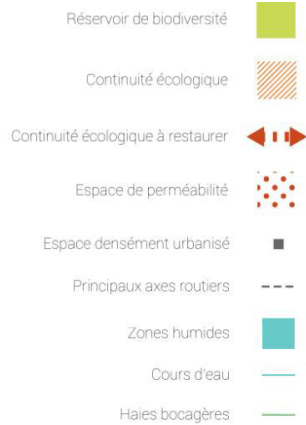 Réservoir de biodiversité
Continuité écologique
Continuité écologique à restaurer
Espace de perméabilité
Espace densément urbanisé
Principaux axes routiers
Zones humides
Cours d'eau
Haies bocagères